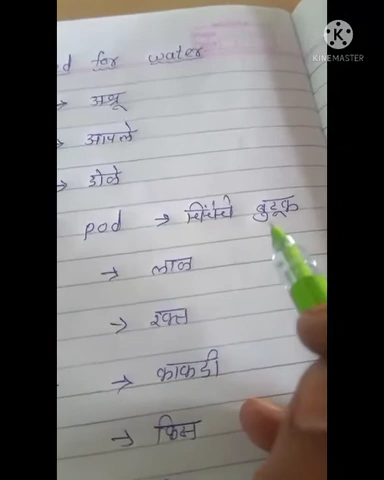 KINEMASTER
for water
→ अश्रू
→ आपले
→ डोळे
pod → चिंचेचे बुटूक
→ लाल
→ रक्त
→ काकडी
→ किस